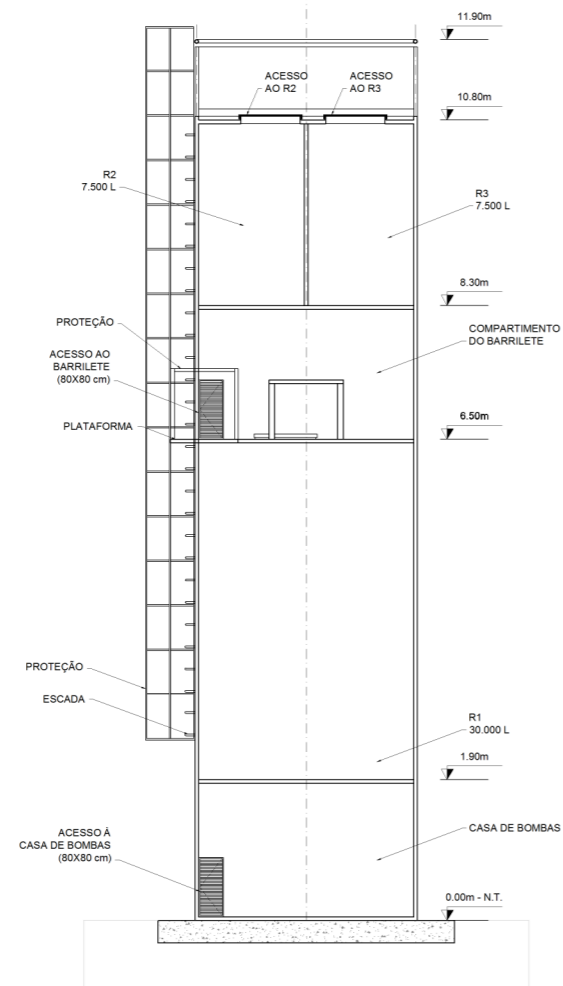 11.90m
ACESSO
AO R2
ACESSO
AO R3
10.80m
R2
7.500 L
R3
7.500 L
8.30m
PROTEÇÃO
COMPARTIMENTO
DO BARRILETE
ACESSO AO
BARRILETE
(80X80 cm)
PLATAFORMA
6.50m
PROTEÇÃO
ESCADA
R1
30.000 L
1.90m
ACESSO À
CASA DE BOMBAS
(80X80 cm)
CASA DE BOMBAS
0.00m - N.T.